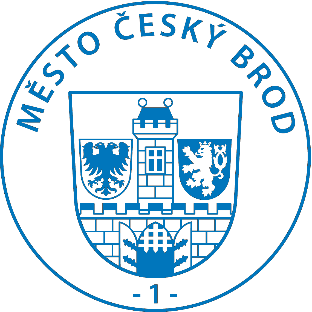 MĚSTO ČESKÝ BROD
- 1 -